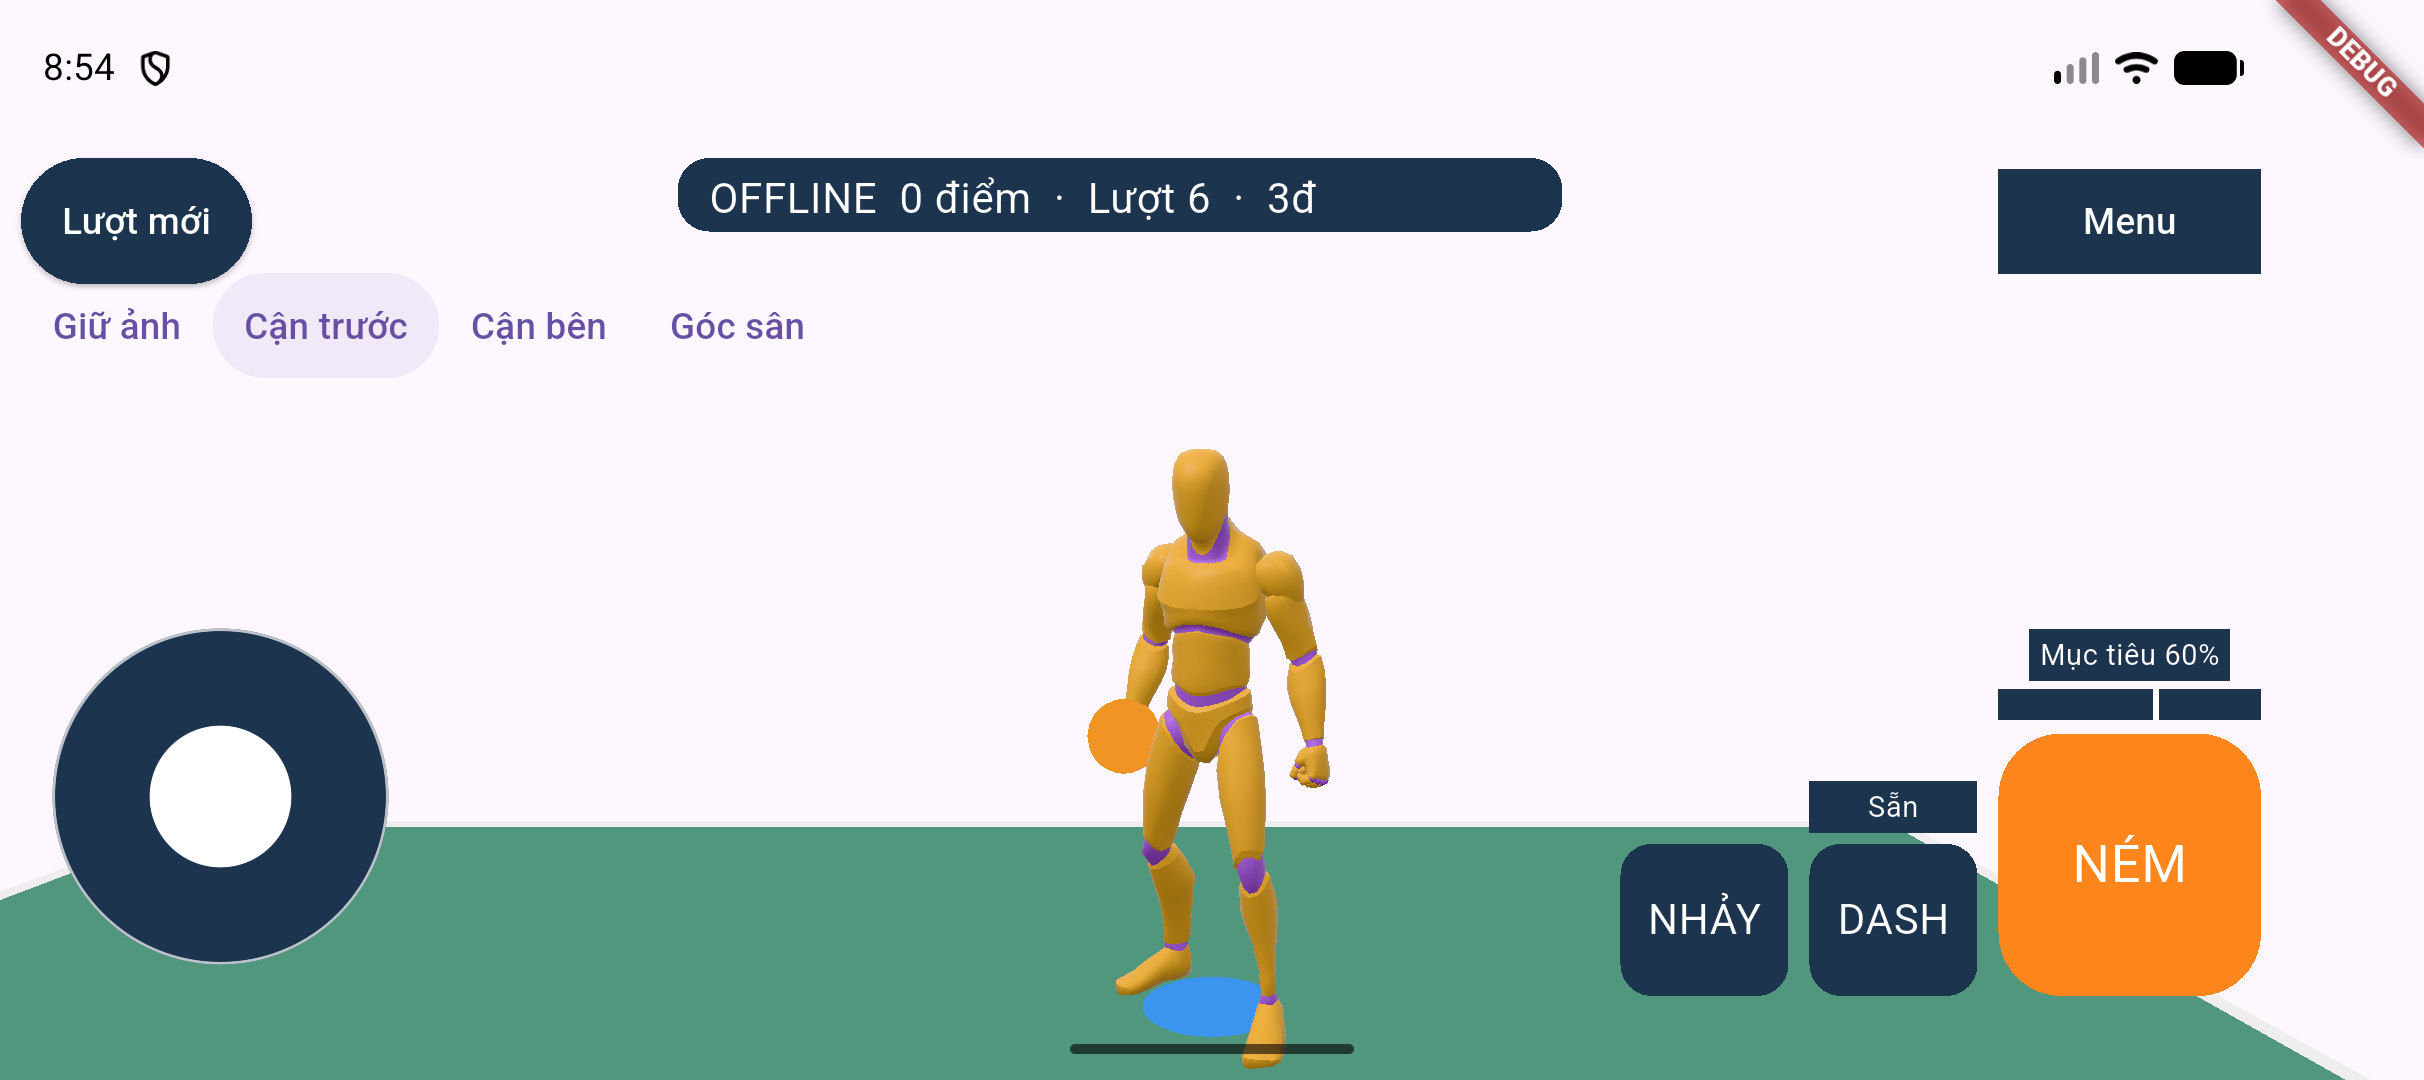 8:54
DEBUG
Lượt mới
OFFLINE 0 điểm · Lượt 6 · 3đ
Menu
Giữ ảnh
Cận trước
Cận bên
Góc sân
Mục tiêu 60%
Sẵn
NHẢY
DASH
NÉM